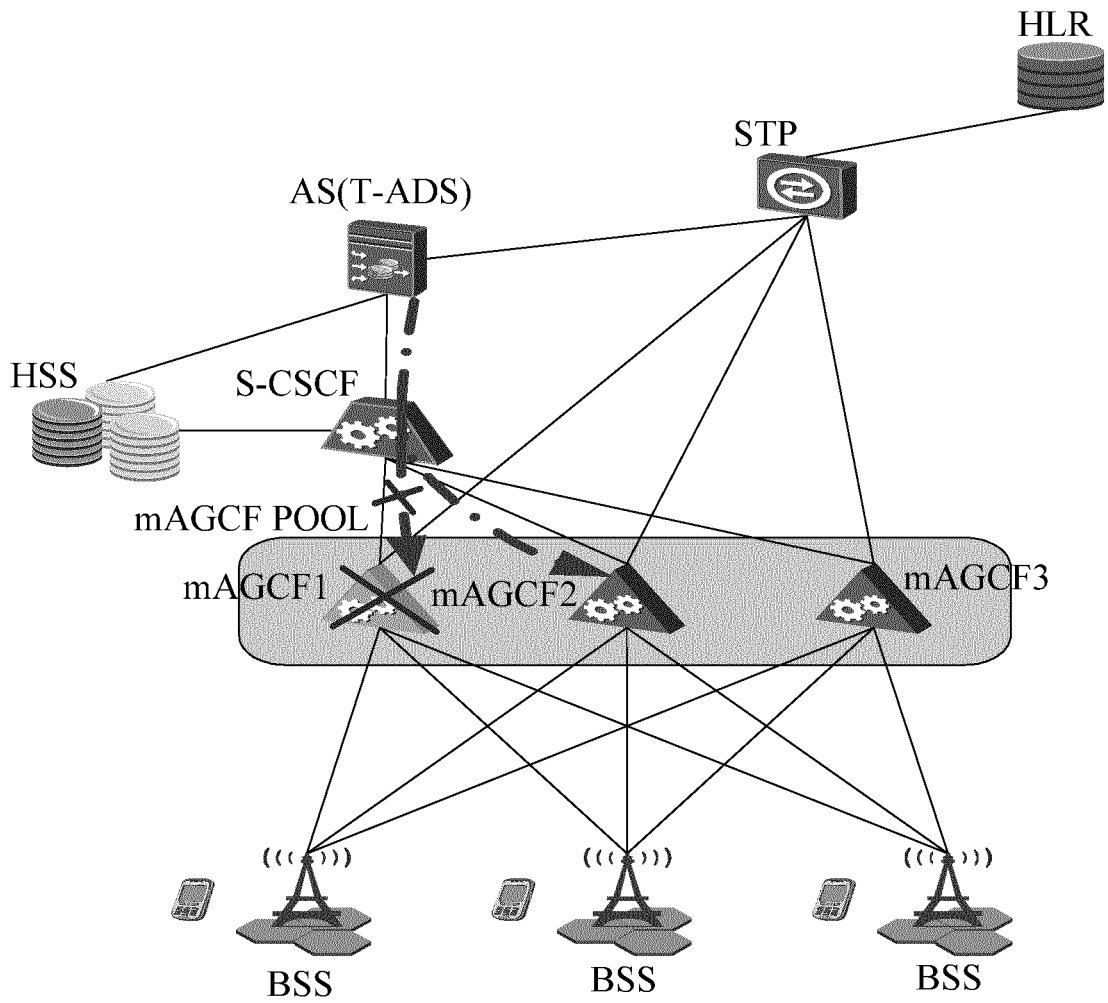 HLR
STP
AS(T-ADS)
HSS
S-CSCF
mAGCF POOL
mAGCF1
mAGCF2
mAGCF3
BSS
BSS
BSS